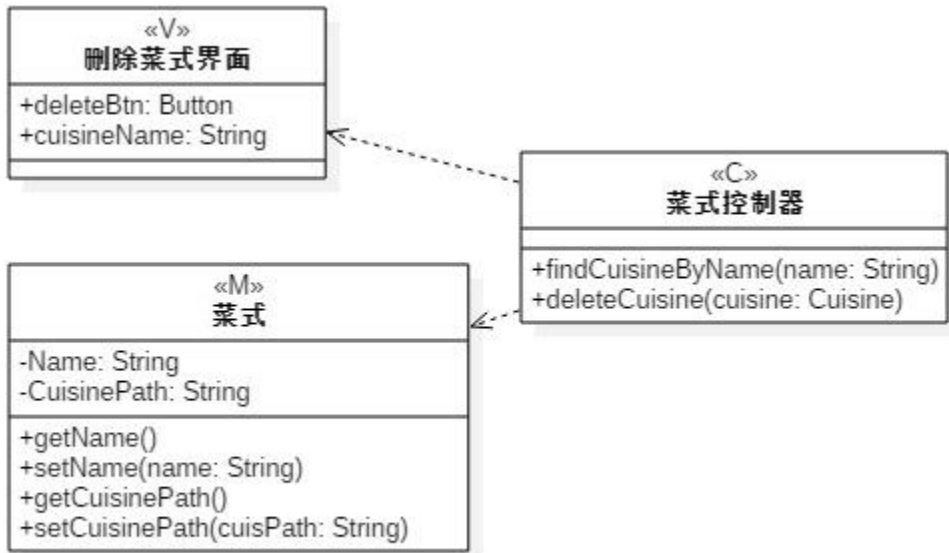 «V»
删除菜式界面
+deleteBtn: Button
+cuisineName: String
«C»
菜式控制器
+findCuisineByName(name: String)
+deleteCuisine(cuisine: Cuisine)
«M»
菜式
-Name: String
-CuisinePath: String
+getName()
+setName(name: String)
+getCuisinePath()
+setCuisinePath(cuisPath: String)